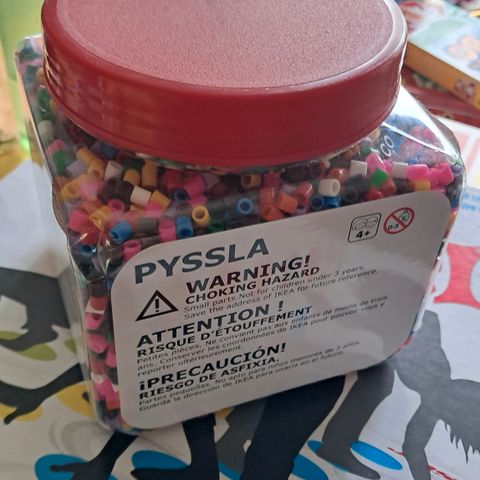 PYSSLA
WARNING!
CHOKING HAZARD
Small parts. Not for children under 3 years.
Save the address of IKEA for future reference.
ATTENTION !
RISQUE D'ÉTOUFFEMENT
Petites pièces. Ne convient pas aux enfants de moins de trois
ans. Conserver les coordonnées de IKEA pour pouvoir vous y
reporter ultérieurement.
¡PRECAUCIÓN!
RIESGO DE ASFIXIA.
Partes pequeñas. No apto para niños menores de 3 años.
Guarda la dirección de IKEA para usarla en el futuro.
4+
0-3